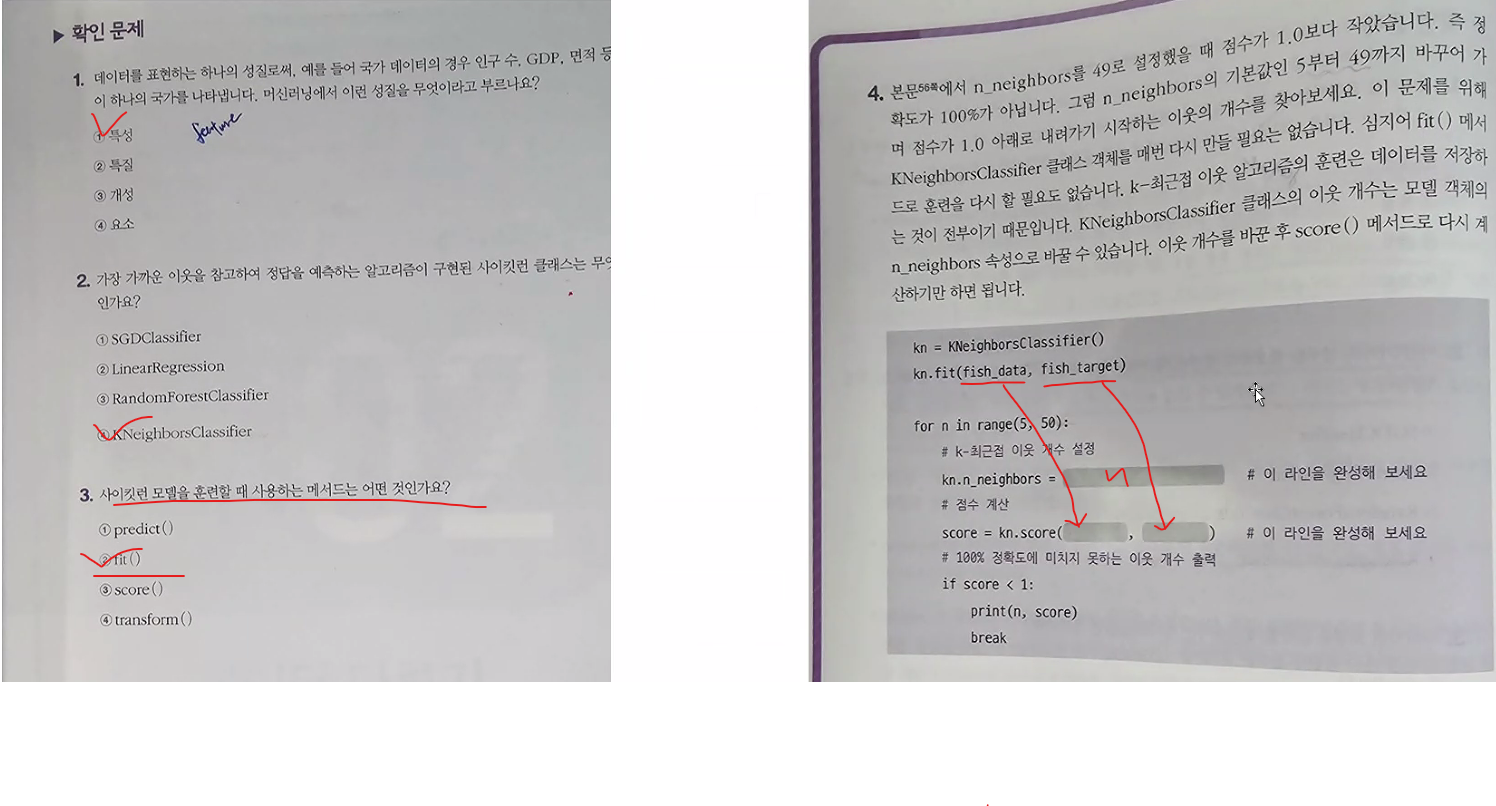 ▶ 확인 문제
1. 데이터를 표현하는 하나의 성질로써, 예를 들어 국가 데이터의 경우 인구 수, GDP, 면적 등
이 하나의 국가를 나타냅니다. 머신러닝에서 이런 성질을 무엇이라고 부르나요?
① 특성 feature
② 특질
③ 개성
④ 요소
2. 가장 가까운 이웃을 참고하여 정답을 예측하는 알고리즘이 구현된 사이킷런 클래스는
인가요?
① SGDClassifier
② LinearRegression
③ RandomForestClassifier
④ KNeighborsClassifier
3. 사이킷런 모델을 훈련할 때 사용하는 메서드는 어떤 것인가요?
① predict()
② fit()
③ score()
④ transform()
4. 본문 56쪽에서 n_neighbors를 49로 설정했을 때 점수가 1.0보다 작았습니다. 즉 정
확도가 100%가 아닙니다. 그럼 n_neighbors의 기본값인 5부터 49까지 바꾸어 가
며 점수가 1.0 아래로 내려가기 시작하는 이웃의 개수를 찾아보세요. 이 문제를 위해
KNeighborsClassifier 클래스 객체를 매번 다시 만들 필요는 없습니다. 심지어 fit() 메서
드로 훈련을 다시 할 필요도 없습니다. k-최근접 이웃 알고리즘의 훈련은 데이터를 저장하
는 것이 전부이기 때문입니다. KNeighborsClassifier 클래스의 이웃 개수는 모델 객체의
n_neighbors 속성으로 바꿀 수 있습니다. 이웃 개수를 바꾼 후 score() 메서드로 다시 계
산하기만 하면 됩니다.
kn = KNeighborsClassifier()
kn.fit(fish_data, fish_target)
for n in range(5, 50):
# k-최근접 이웃 개수 설정
kn.n_neighbors = n # 이 라인을 완성해 보세요
# 점수 계산
score = kn.score( , ) # 이 라인을 완성해 보세요
# 100% 정확도에 미치지 못하는 이웃 개수 출력
if score < 1:
print(n, score)
break